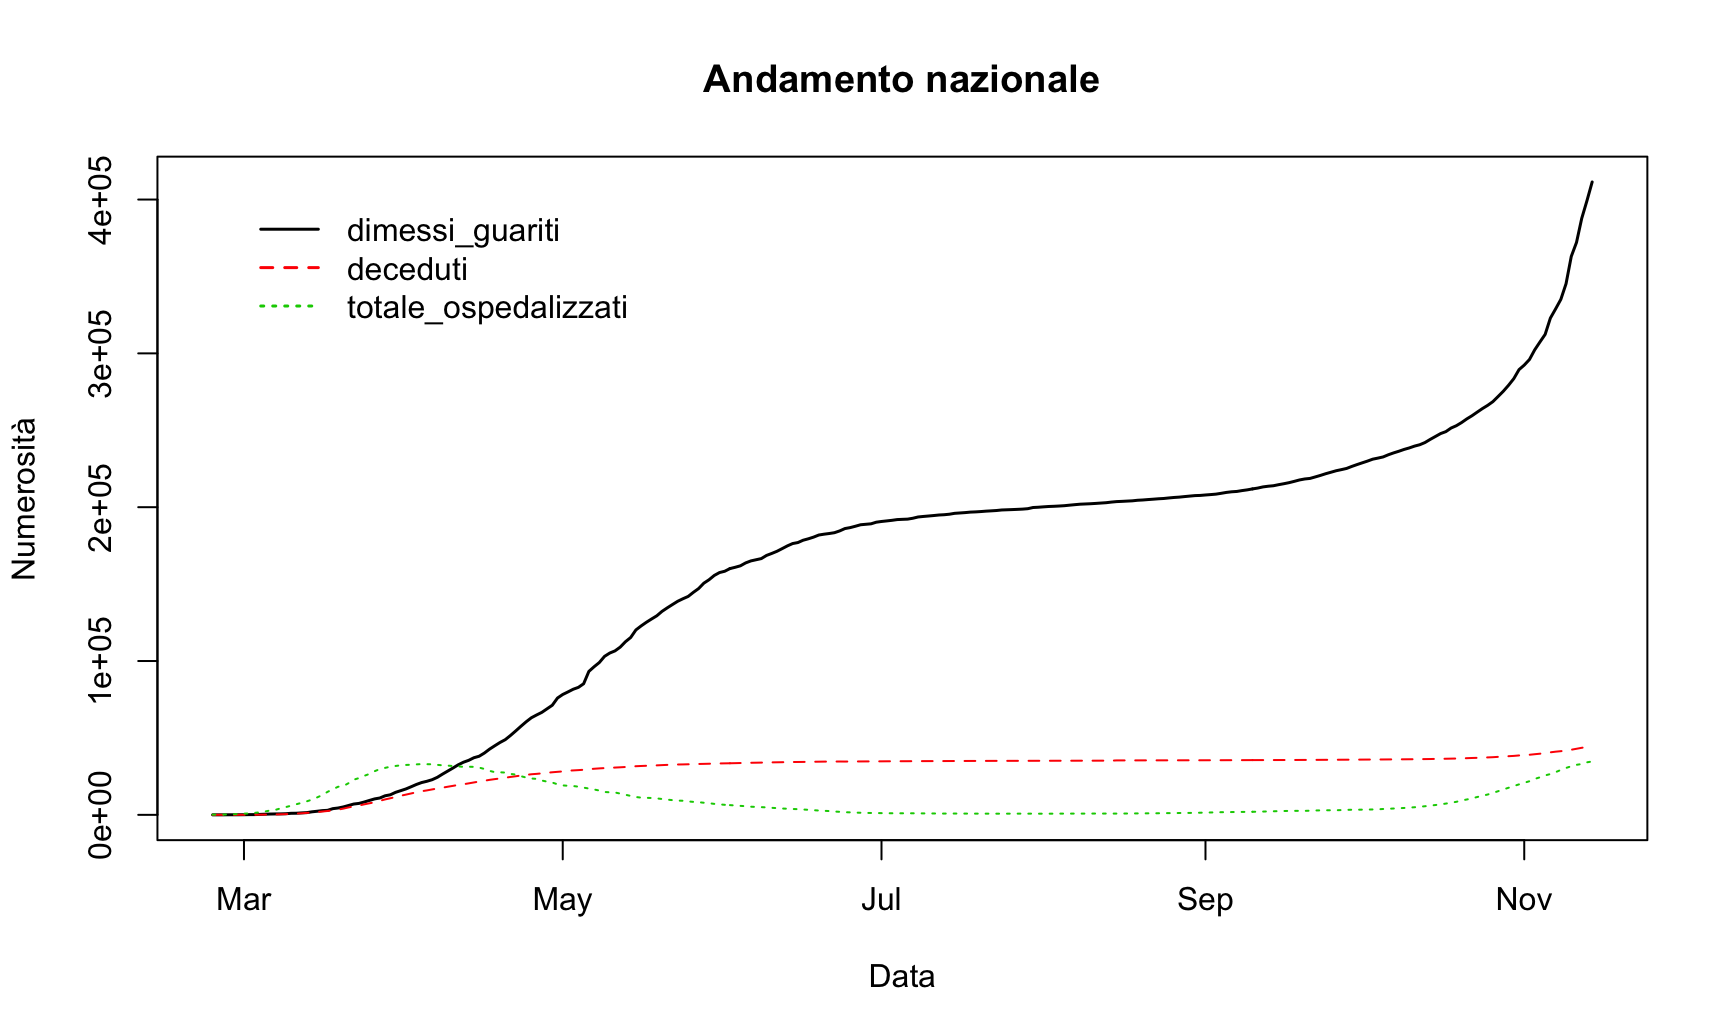 Andamento nazionale
dimessi_guariti
deceduti
totale_ospedalizzati
Numerosità
4e+05
3e+05
2e+05
1e+05
0e+00
Mar May Jul Sep Nov
Data